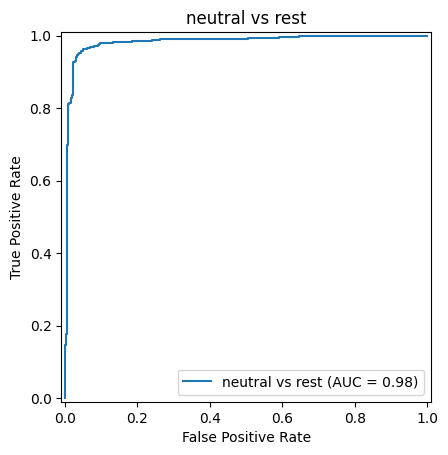 neutral vs rest
1.0
0.8
0.6
0.4
0.2
0.0
True Positive Rate
neutral vs rest (AUC = 0.98)
0.0 0.2 0.4 0.6 0.8 1.0
False Positive Rate